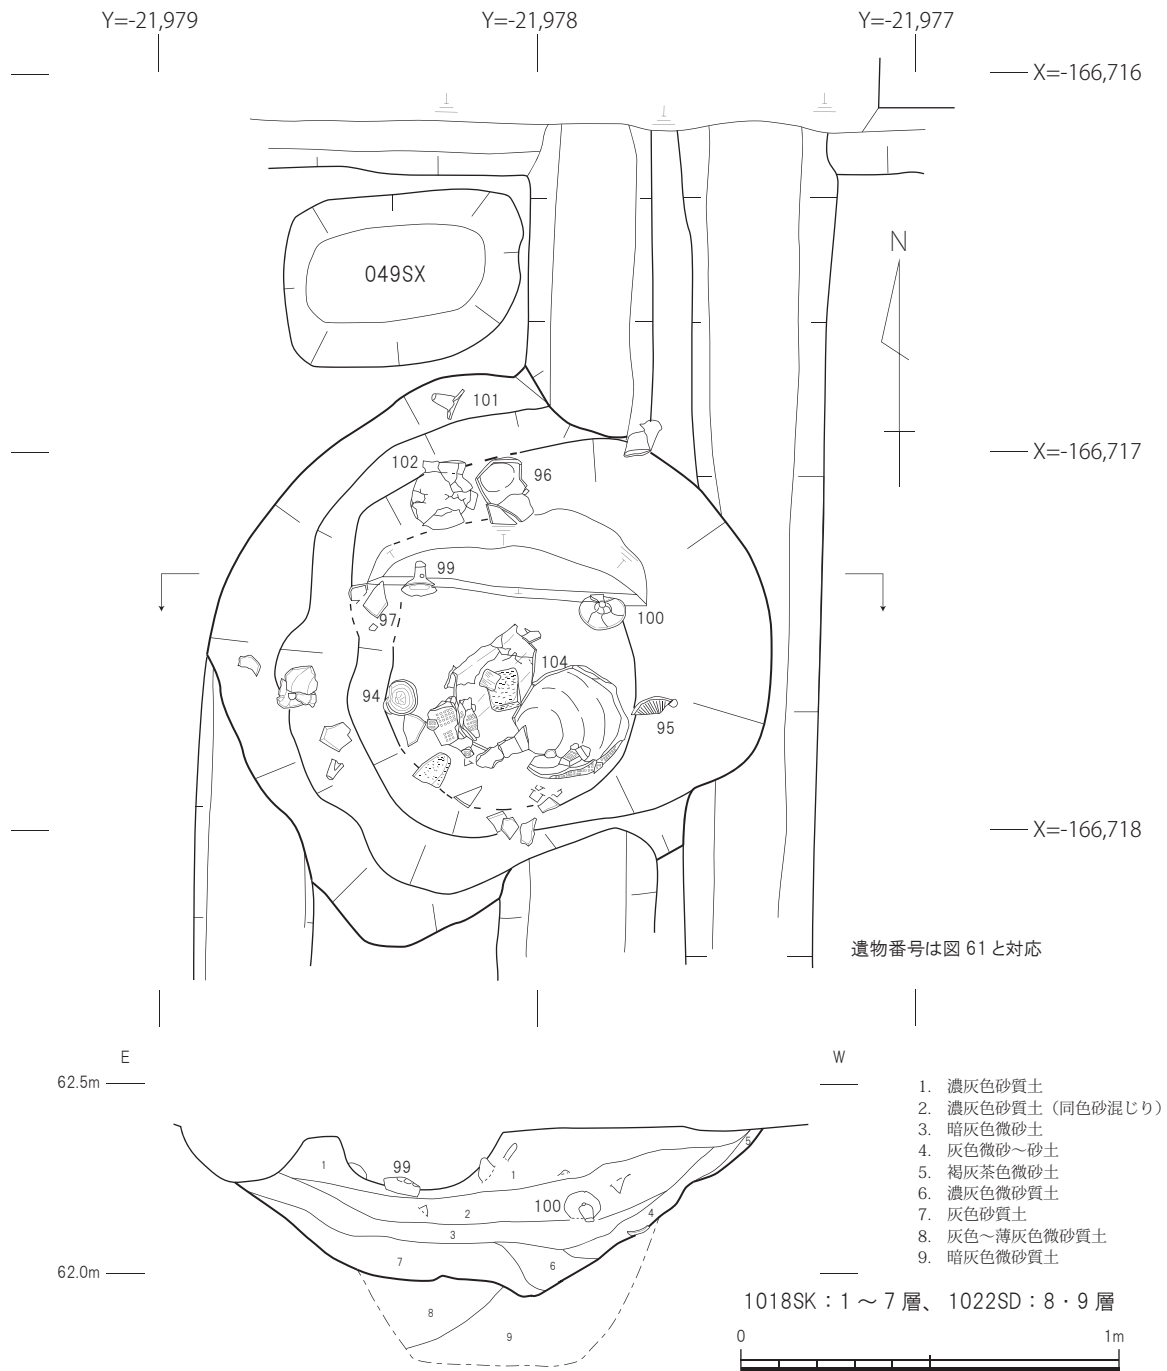 Y=-21,979
Y=-21,978
Y=-21,977
X=-166,716
N
049SX
101
X=-166,717
102
96
99
97
100
104
94
95
X=-166,718
遺物番号は図 61 と対応
E
W
62.5m
1
99
1
5
2
100
4
3
7
6
62.0m
8
9
1. 濃灰色砂質土
2. 濃灰色砂質土（同色砂混じり）
3. 暗灰色微砂土
4. 灰色微砂～砂土
5. 褐灰茶色微砂土
6. 濃灰色微砂質土
7. 灰色砂質土
8. 灰色～薄灰色微砂質土
9. 暗灰色微砂質土
1018SK：1 ～ 7 層、 1022SD：8・9 層
0
1m